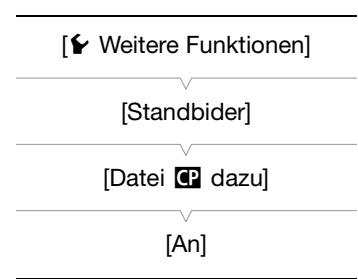 [Weitere Funktionen]
[Standbider]
[Datei CP dazu]
[An]